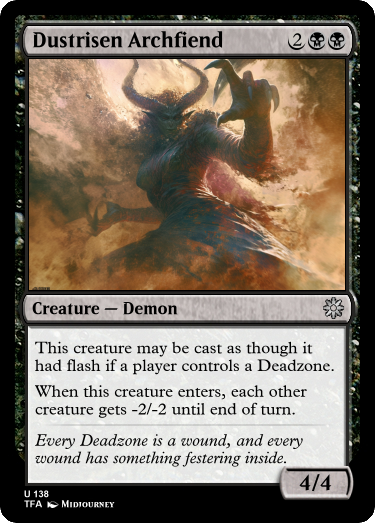 Dustrisen Archfiend 2
Creature — Demon
This creature may be cast as though it
had flash if a player controls a Deadzone.
When this creature enters, each other
creature gets -2/-2 until end of turn.
Every Deadzone is a wound, and every
wound has something festering inside.
4/4
U 138
TFA Midjourney